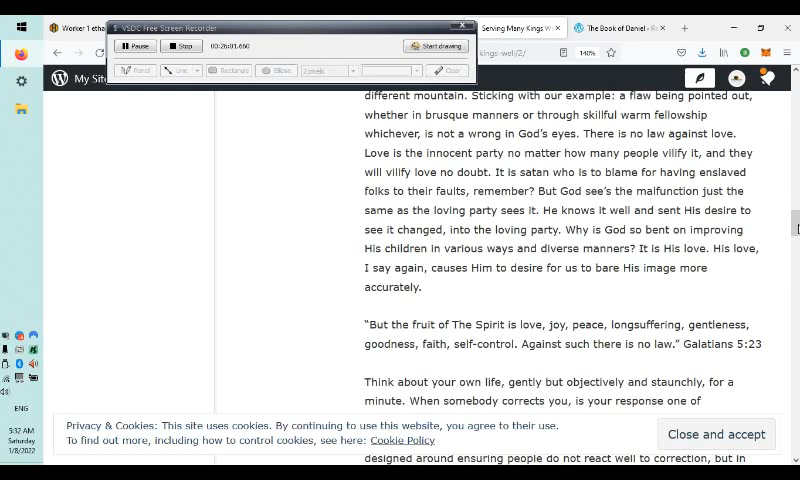 VSDC Free Screen Recorder
Pause
Stop
00:26:01.660
Start drawing
Pencil
Line
Rectangle
Ellipse
2 pixels
Clear
Worker 1 etha
Serving Many Kings Well
The Book of Daniel - Re
kings-well/2/
140%
My Site
different mountain. Sticking with our example: a flaw being pointed out,
whether in brusque manners or through skillful warm fellowship
whichever, is not a wrong in God's eyes. There is no law against love.
Love is the innocent party no matter how many people vilify it, and they
will vilify love no doubt. It is satan who is to blame for having enslaved
folks to their faults, remember? But God see's the malfunction just the
same as the loving party sees it. He knows it well and sent His desire to
see it changed, into the loving party. Why is God so bent on improving
His children in various ways and diverse manners? It is His love. His love,
I say again, causes Him to desire for us to bare His image more
accurately.
“But the fruit of The Spirit is love, joy, peace, longsuffering, gentleness,
goodness, faith, self-control. Against such there is no law.” Galatians 5:23
Think about your own life, gently but objectively and staunchly, for a
minute. When somebody corrects you, is your response one of
Privacy & Cookies: This site uses cookies. By continuing to use this website, you agree to their use.
To find out more, including how to control cookies, see here: Cookie Policy
Close and accept
designed around ensuring people do not react well to correction, but in
ENG
5:32 AM
Saturday
1/8/2022